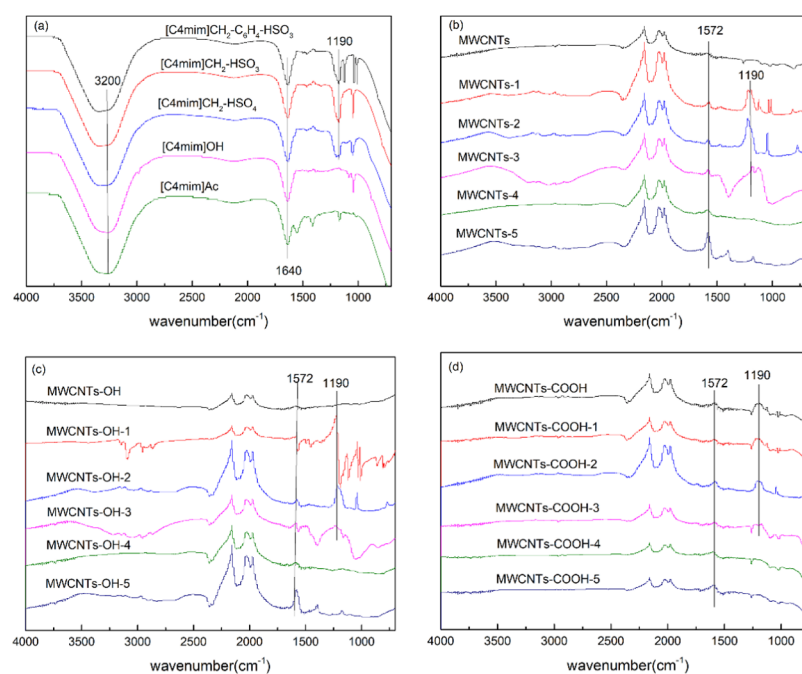 (a)
[C4mim]CH2-C6H4-HSO3
1190
[C4mim]CH2-HSO3
3200
[C4mim]CH2-HSO4
[C4mim]OH
[C4mim]Ac
1640
4000 3500 3000 2500 2000 1500 1000
wavenumber(cm-1)
(b)
MWCNTs
1572
1190
MWCNTs-1
MWCNTs-2
MWCNTs-3
MWCNTs-4
MWCNTs-5
4000 3500 3000 2500 2000 1500 1000
wavenumber(cm-1)
(c)
1572 1190
MWCNTs-OH
MWCNTs-OH-1
MWCNTs-OH-2
MWCNTs-OH-3
MWCNTs-OH-4
MWCNTs-OH-5
4000 3500 3000 2500 2000 1500 1000
wavenumber(cm-1)
(d)
1572 1190
MWCNTs-COOH
MWCNTs-COOH-1
MWCNTs-COOH-2
MWCNTs-COOH-3
MWCNTs-COOH-4
MWCNTs-COOH-5
4000 3500 3000 2500 2000 1500 1000
wavenumber(cm-1)